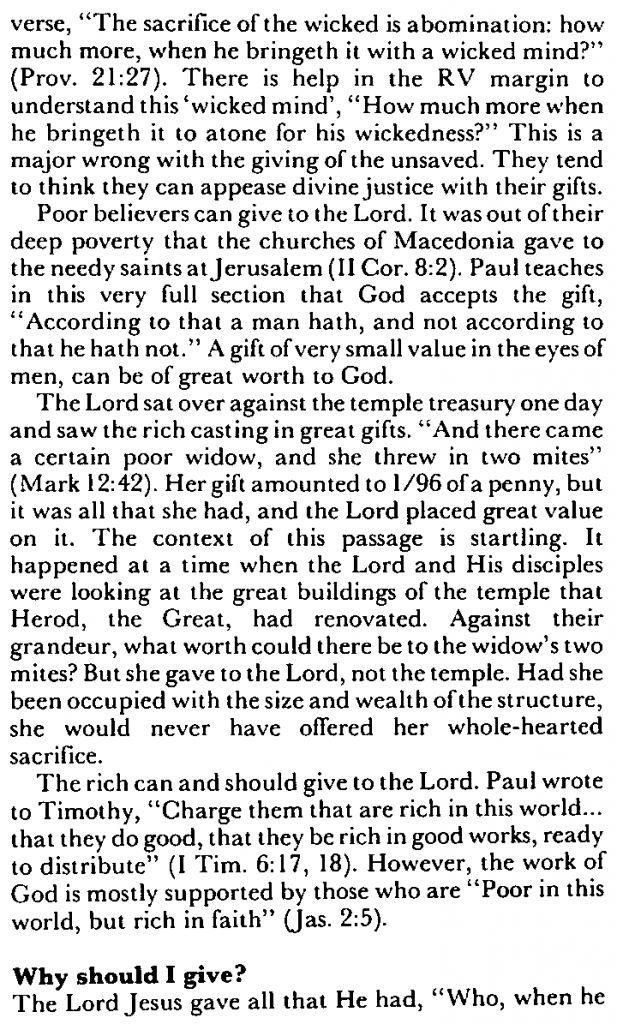 verse, “The sacrifice of the wicked is abomination: how
much more, when he bringeth it with a wicked mind?”
(Prov. 21:27). There is help in the RV margin to
understand this ‘wicked mind’, “How much more when
he bringeth it to atone for his wickedness?” This is a
major wrong with the giving of the unsaved. They tend
to think they can appease divine justice with their gifts.
Poor believers can give to the Lord. It was out of their
deep poverty that the churches of Macedonia gave to
the needy saints at Jerusalem (II Cor. 8:2). Paul teaches
in this very full section that God accepts the gift,
“According to that a man hath, and not according to
that he hath not.” A gift of very small value in the eyes of
men, can be of great worth to God.
The Lord sat over against the temple treasury one day
and saw the rich casting in great gifts. “And there came
a certain poor widow, and she threw in two mites”
(Mark 12:42). Her gift amounted to 1/96 of a penny, but
it was all that she had, and the Lord placed great value
on it. The context of this passage is startling. It
happened at a time when the Lord and His disciples
were looking at the great buildings of the temple that
Herod, the Great, had renovated. Against their
grandeur, what worth could there be to the widow’s two
mites? But she gave to the Lord, not the temple. Had she
been occupied with the size and wealth of the structure,
she would never have offered her whole-hearted
sacrifice.
The rich can and should give to the Lord. Paul wrote
to Timothy, “Charge them that are rich in this world...
that they do good, that they be rich in good works, ready
to distribute” (I Tim. 6:17, 18). However, the work of
God is mostly supported by those who are “Poor in this
world, but rich in faith” (Jas. 2:5).
Why should I give?
The Lord Jesus gave all that He had, “Who, when he